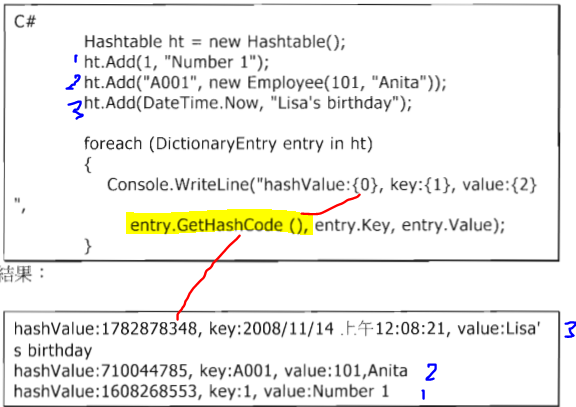 C#
Hashtable ht = new Hashtable();
1 ht.Add(1, "Number 1");
2 ht.Add("A001", new Employee(101, "Anita"));
3 ht.Add(DateTime.Now, "Lisa's birthday");
foreach (DictionaryEntry entry in ht)
{
Console.WriteLine("hashValue:{0}, key:{1}, value:{2}
",
entry.GetHashCode (), entry.Key, entry.Value);
}
結果：
hashValue:1782878348, key:2008/11/14 上午12:08:21, value:Lisa' 3
s birthday
hashValue:710044785, key:A001, value:101,Anita 2
hashValue:1608268553, key:1, value:Number 1 1